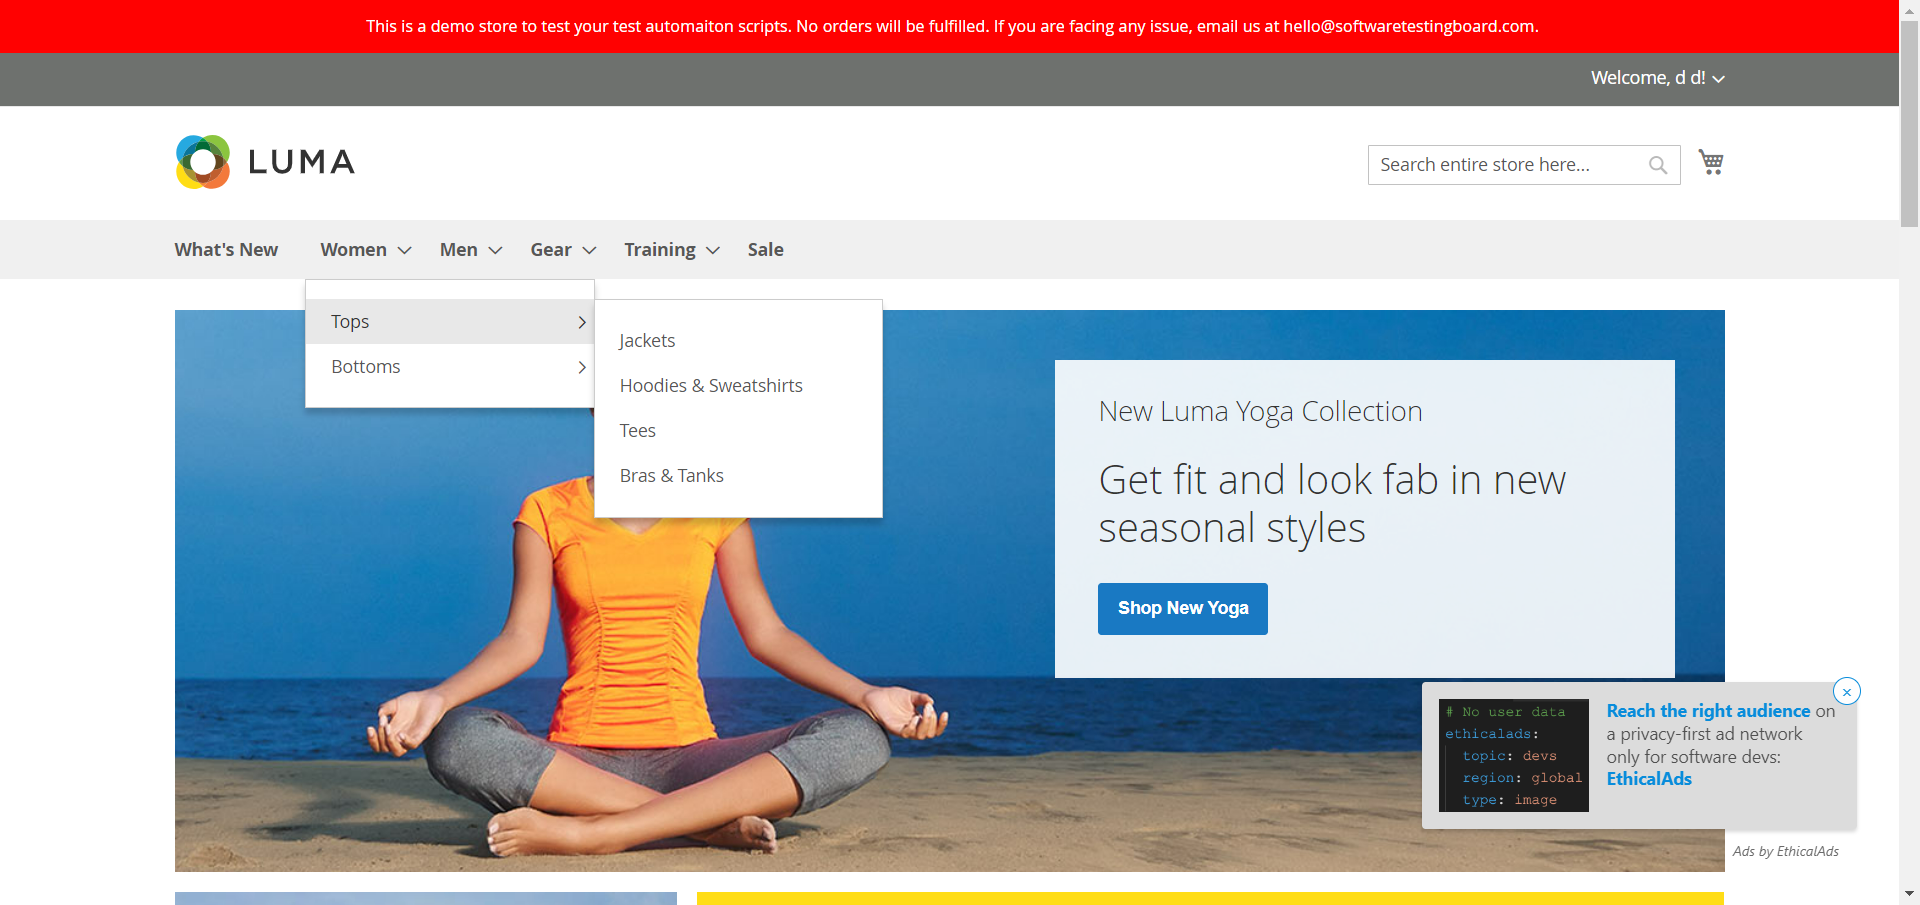 This is a demo store to test your test automaiton scripts. No orders will be fulfilled. If you are facing any issue, email us at hello@softwaretestingboard.com.
Welcome, d d!
LUMA
Search entire store here...
What's New
Women
Men
Gear
Training
Sale
Tops
Bottoms
Jackets
Hoodies & Sweatshirts
Tees
Bras & Tanks
New Luma Yoga Collection
Get fit and look fab in new
seasonal styles
Shop New Yoga
# No user data
ethicalads:
topic: devs
region: global
type: image
Reach the right audience on
a privacy-first ad network
only for software devs:
EthicalAds
Ads by EthicalAds